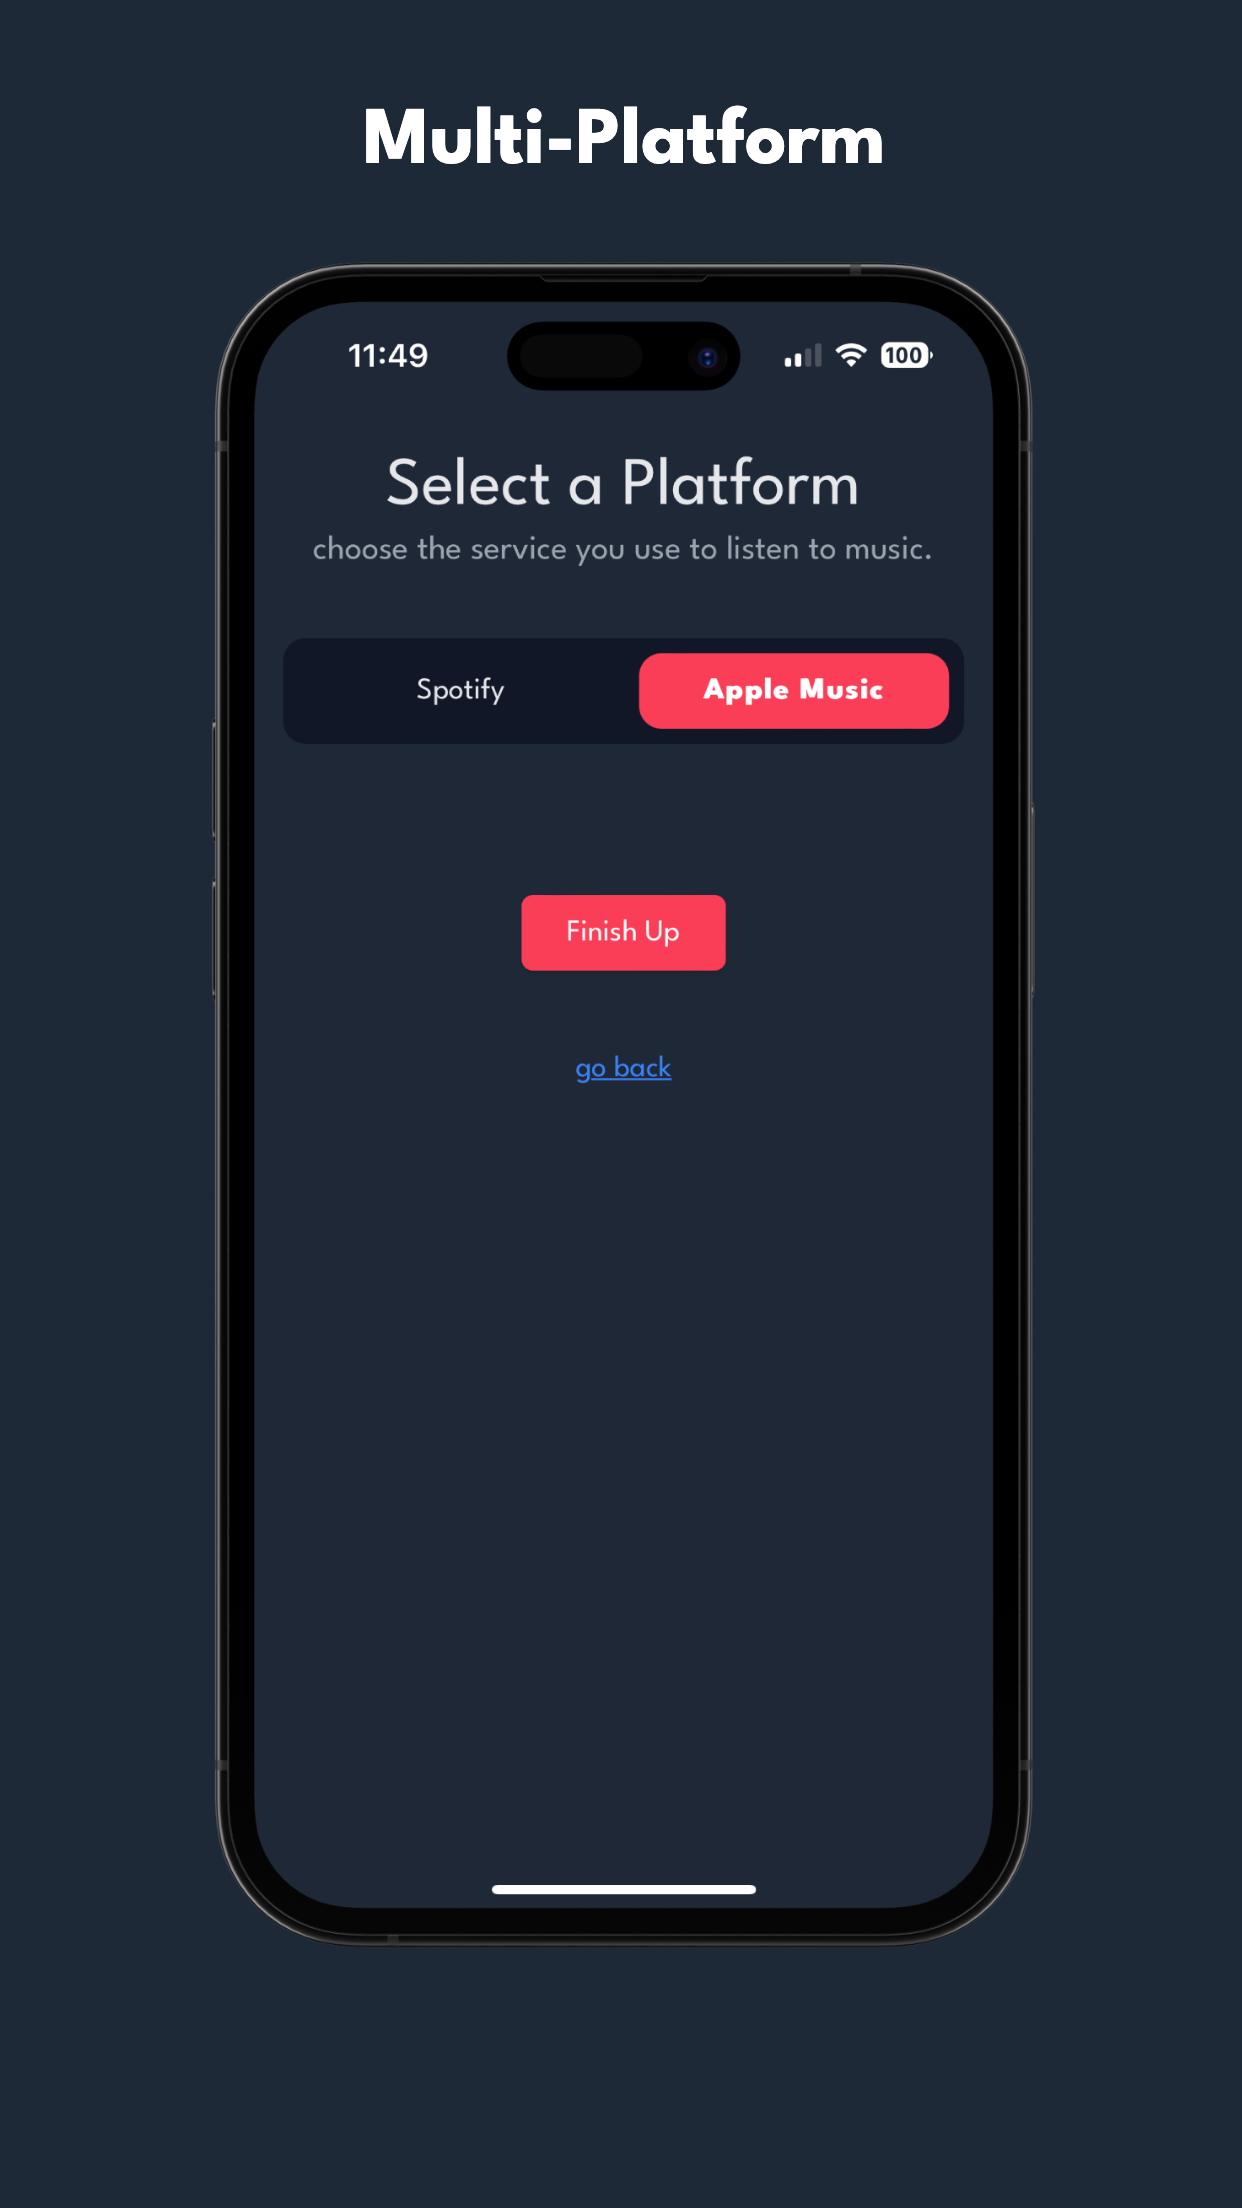 Multi-Platform
11:49
100
Select a Platform
choose the service you use to listen to music.
Spotify
Apple Music
Finish Up
go back